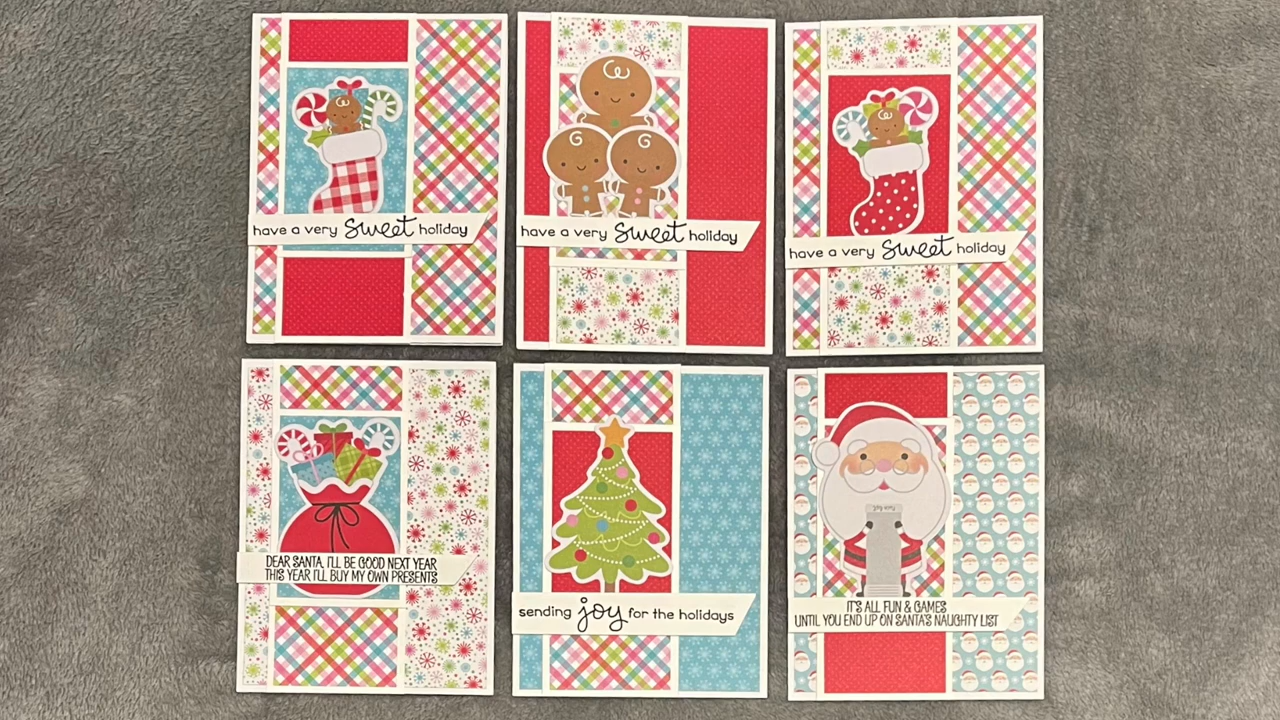 have a very sweet holiday
have a very sweet holiday
have a very sweet holiday
DEAR SANTA, I'LL BE GOOD NEXT YEAR
THIS YEAR I'LL BUY MY OWN PRESENTS
sending joy for the holidays
IT'S ALL FUN & GAMES
UNTIL YOU END UP ON SANTA'S NAUGHTY LIST